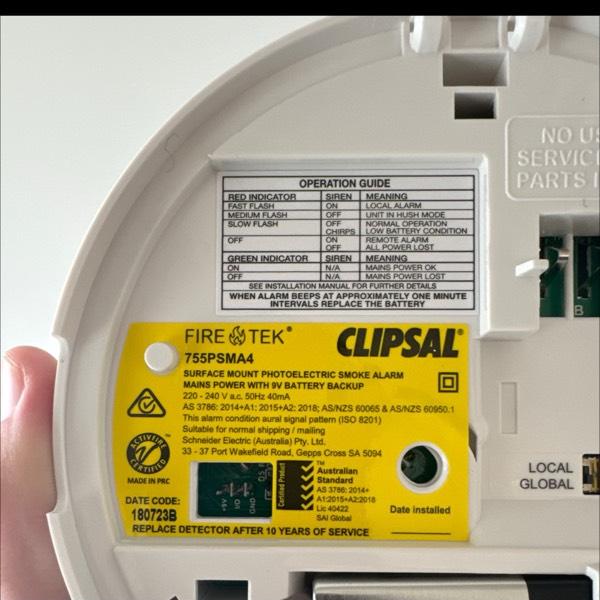 NO
SERVIC
PARTS
OPERATION GUIDE
RED INDICATOR SIREN MEANING
FAST FLASH ON LOCAL ALARM
MEDIUM FLASH OFF UNIT IN HUSH MODE
SLOW FLASH OFF NORMAL OPERATION
CHIRPS LOW BATTERY CONDITION
OFF ON REMOTE ALARM
OFF ALL POWER LOST
GREEN INDICATOR SIREN MEANING
ON N/A MAINS POWER OK
OFF N/A MAINS POWER LOST
SEE INSTALLATION MANUAL FOR FURTHER DETAILS
WHEN ALARM BEEPS AT APPROXIMATELY ONE MINUTE
INTERVALS REPLACE THE BATTERY
B
FIRE TEK® CLIPSAL®
755PSMA4
SURFACE MOUNT PHOTOELECTRIC SMOKE ALARM
MAINS POWER WITH 9V BATTERY BACKUP
220 - 240 V a.c. 50Hz 40mA
AS 3786: 2014+A1: 2015+A2: 2018; AS/NZS 60065 & AS/NZS 60950.1
This alarm condition aural signal pattern (ISO 8201)
Suitable for normal shipping / mailing
Schneider Electric (Australia) Pty. Ltd.
33 - 37 Port Wakefield Road, Gepps Cross SA 5094
ACTIVFIRE
CERTIFIED
MADE IN PRC
Certified Product
™
Australian
Standard
AS 3786: 2014+
A1:2015+A2:2018
Lic 40422
SAI Global
GND
Date installed
DATE CODE:
180723B
REPLACE DETECTOR AFTER 10 YEARS OF SERVICE
LOCAL
GLOBAL